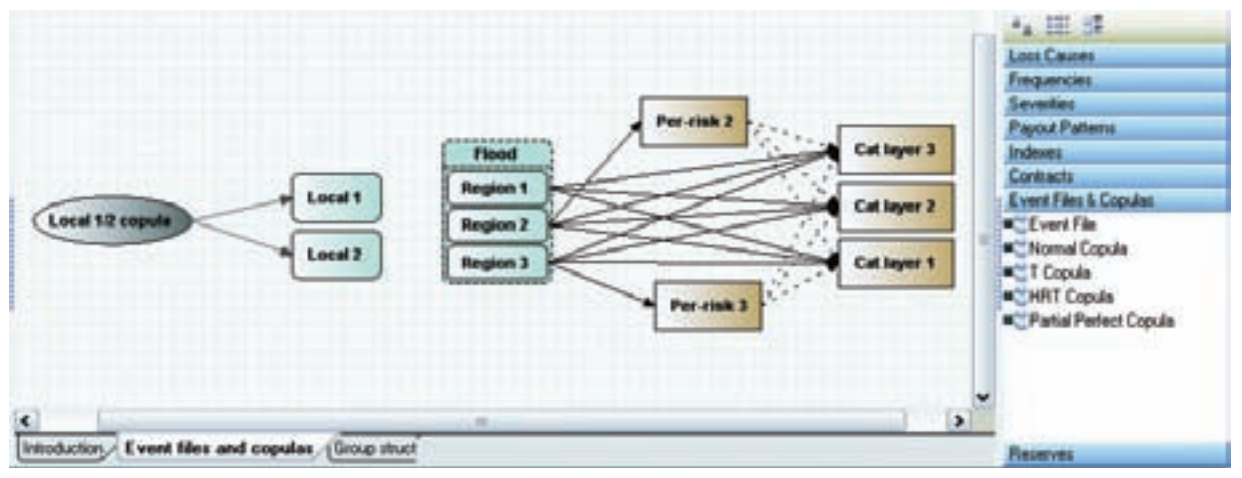 Local 1/2 copula
Local 1
Local 2
Flood
Region 1
Region 2
Region 3
Per-risk 2
Per-risk 3
Cat layer 3
Cat layer 2
Cat layer 1
Introduction
Event files and copulas
Group struct
Loss Causes
Frequencies
Severities
Payout Patterns
Indexes
Contracts
Event Files & Copulas
Event File
Normal Copula
T Copula
HRT Copula
Partial Perfect Copula
Reserves